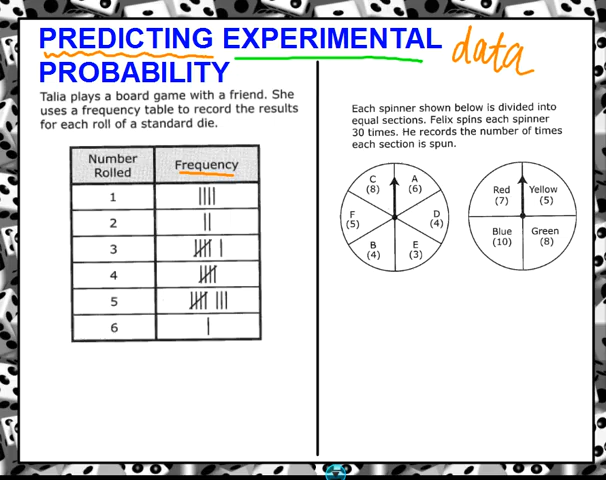 PREDICTING EXPERIMENTAL data
PROBABILITY
Talia plays a board game with a friend. She
uses a frequency table to record the results
for each roll of a standard die.
Number Rolled Frequency
1 ||||
2 ||
3 |||| |
4 ||||
5 |||| |||
6 |
Each spinner shown below is divided into
equal sections. Felix spins each spinner
30 times. He records the number of times
each section is spun.
C (8)
A (6)
F (5)
D (4)
B (4)
E (3)
Red (7)
Yellow (5)
Blue (10)
Green (8)